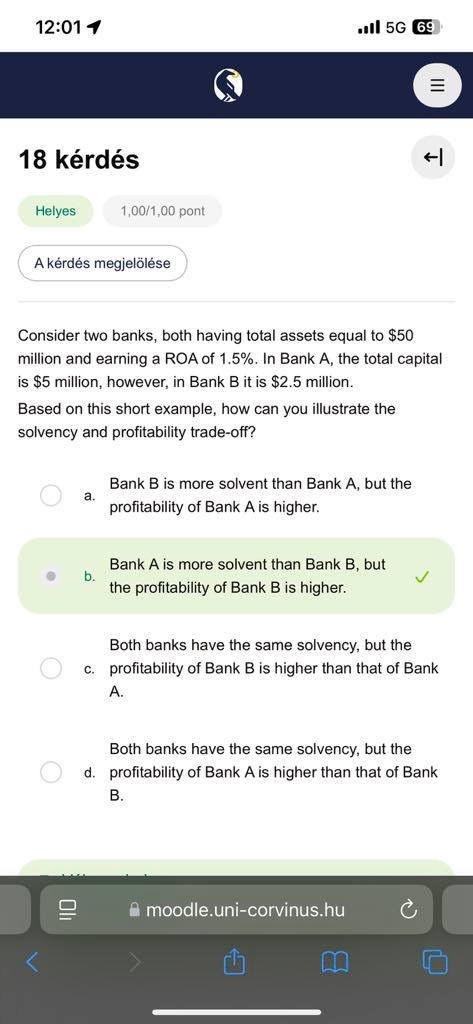 12:01
5G 69
18 kérdés
Helyes
1,00/1,00 pont
A kérdés megjelölése
Consider two banks, both having total assets equal to $50
million and earning a ROA of 1.5%. In Bank A, the total capital
is $5 million, however, in Bank B it is $2.5 million.
Based on this short example, how can you illustrate the
solvency and profitability trade-off?
Bank B is more solvent than Bank A, but the
a.
profitability of Bank A is higher.
Bank A is more solvent than Bank B, but
b.
the profitability of Bank B is higher.
Both banks have the same solvency, but the
c. profitability of Bank B is higher than that of Bank
A.
Both banks have the same solvency, but the
d. profitability of Bank A is higher than that of Bank
B.
moodle.uni-corvinus.hu